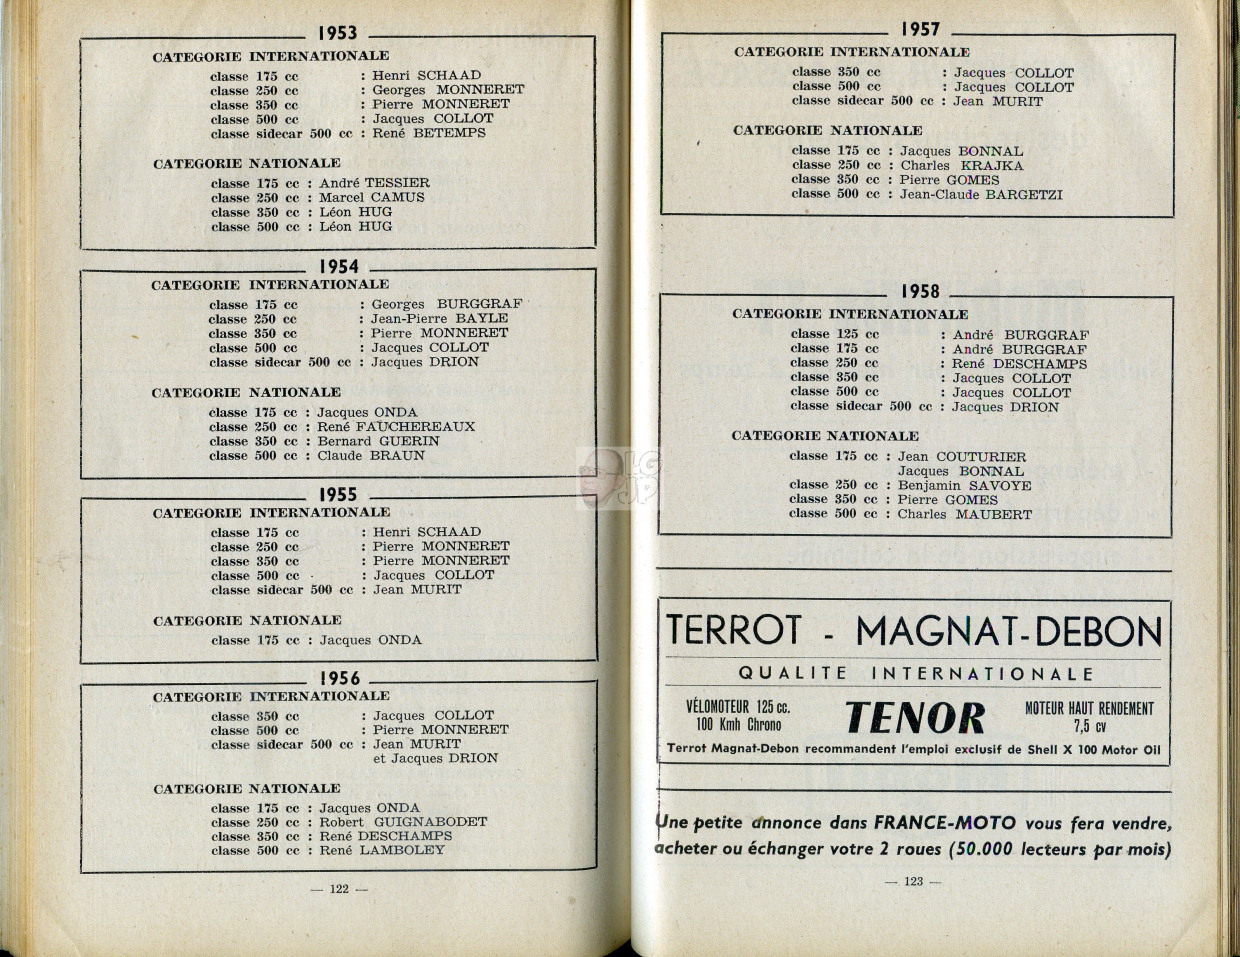 1953
CATEGORIE INTERNATIONALE
classe 175 cc : Henri SCHAAD
classe 250 cc : Georges MONNERET
classe 350 cc : Pierre MONNERET
classe 500 cc : Jacques COLLOT
classe sidecar 500 cc : René BETEMPS
CATEGORIE NATIONALE
classe 175 cc : André TESSIER
classe 250 cc : Marcel CAMUS
classe 350 cc : Léon HUG
classe 500 cc : Léon HUG
1954
CATEGORIE INTERNATIONALE
classe 175 cc : Georges BURGGRAF
classe 250 cc : Jean-Pierre BAYLE
classe 350 cc : Pierre MONNERET
classe 500 cc : Jacques COLLOT
classe sidecar 500 cc : Jacques DRION
CATEGORIE NATIONALE
classe 175 cc : Jacques ONDA
classe 250 cc : René FAUCHEREAUX
classe 350 cc : Bernard GUERIN
classe 500 cc : Claude BRAUN
1955
CATEGORIE INTERNATIONALE
classe 175 cc : Henri SCHAAD
classe 250 cc : Pierre MONNERET
classe 350 cc : Pierre MONNERET
classe 500 cc : Jacques COLLOT
classe sidecar 500 cc : Jean MURIT
CATEGORIE NATIONALE
classe 175 cc : Jacques ONDA
1956
CATEGORIE INTERNATIONALE
classe 350 cc : Jacques COLLOT
classe 500 cc : Pierre MONNERET
classe sidecar 500 cc : Jean MURIT
et Jacques DRION
CATEGORIE NATIONALE
classe 175 cc : Jacques ONDA
classe 250 cc : Robert GUIGNABODET
classe 350 cc : René DESCHAMPS
classe 500 cc : René LAMBOLEY
— 122 —
1957
CATEGORIE INTERNATIONALE
classe 350 cc : Jacques COLLOT
classe 500 cc : Jacques COLLOT
classe sidecar 500 cc : Jean MURIT
CATEGORIE NATIONALE
classe 175 cc : Jacques BONNAL
classe 250 cc : Charles KRAJKA
classe 350 cc : Pierre GOMES
classe 500 cc : Jean-Claude BARGETZI
1958
CATEGORIE INTERNATIONALE
classe 125 cc : André BURGGRAF
classe 175 cc : André BURGGRAF
classe 250 cc : René DESCHAMPS
classe 350 cc : Jacques COLLOT
classe 500 cc : Jacques COLLOT
classe sidecar 500 cc : Jacques DRION
CATEGORIE NATIONALE
classe 175 cc : Jean COUTURIER
Jacques BONNAL
classe 250 cc : Benjamin SAVOYE
classe 350 cc : Pierre GOMES
classe 500 cc : Charles MAUBERT
TERROT - MAGNAT-DEBON
QUALITE INTERNATIONALE
VÉLOMOTEUR 125 cc.
100 Kmh Chrono
TENOR
MOTEUR HAUT RENDEMENT
7,5 cv
Terrot Magnat-Debon recommandent l'emploi exclusif de Shell X 100 Motor Oil
Une petite annonce dans FRANCE-MOTO vous fera vendre,
acheter ou échanger votre 2 roues (50.000 lecteurs par mois)
— 123 —
LG
JP